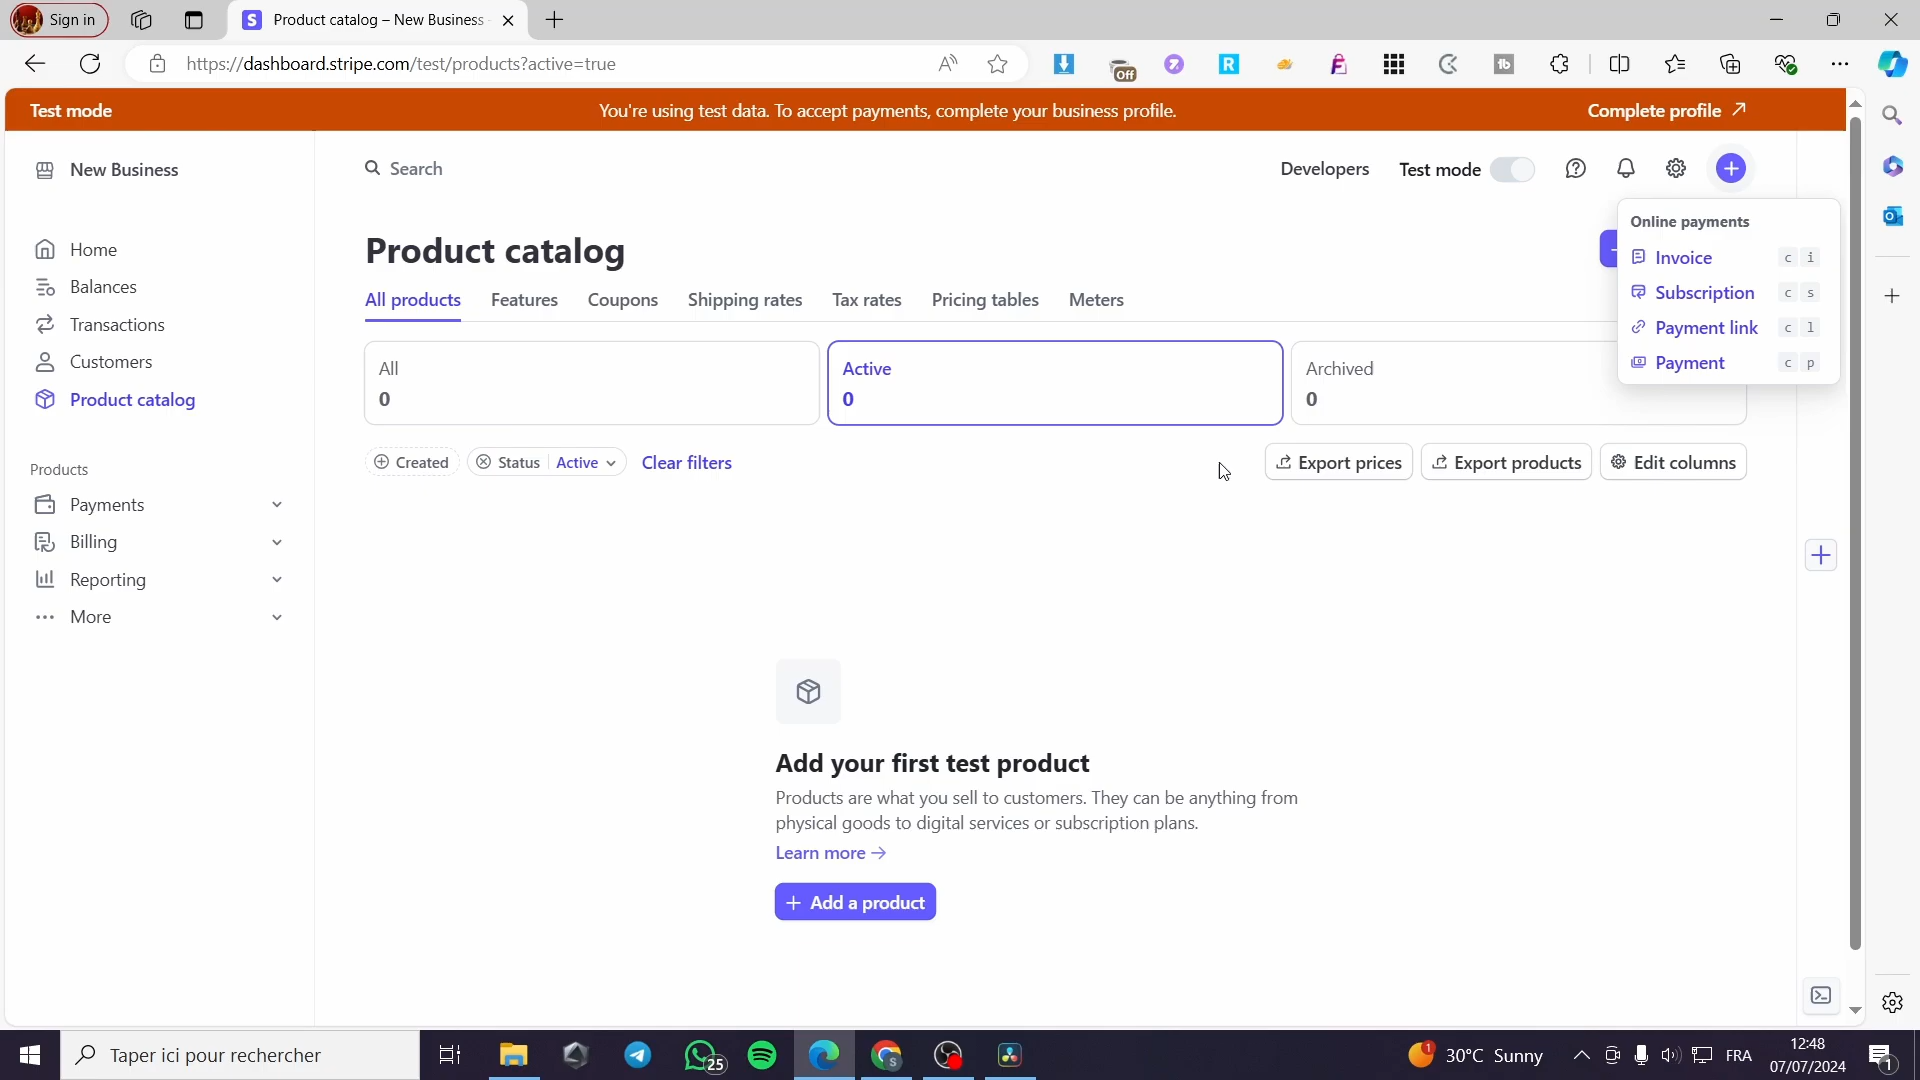 Sign in
Product catalog – New Business
https://dashboard.stripe.com/test/products?active=true
Off
Test mode
You're using test data. To accept payments, complete your business profile.
Complete profile
New Business
Search
Developers
Test mode
Online payments
Invoice c i
Subscription c s
Payment link c l
Payment c p
Home
Balances
Transactions
Customers
Product catalog
Products
Payments
Billing
Reporting
More
Product catalog
All products
Features
Coupons
Shipping rates
Tax rates
Pricing tables
Meters
All
0
Active
0
Archived
0
Created
Status Active
Clear filters
Export prices
Export products
Edit columns
Add your first test product
Products are what you sell to customers. They can be anything from
physical goods to digital services or subscription plans.
Learn more
Add a product
Taper ici pour rechercher
25
1
30°C Sunny
FRA
12:48
07/07/2024
1